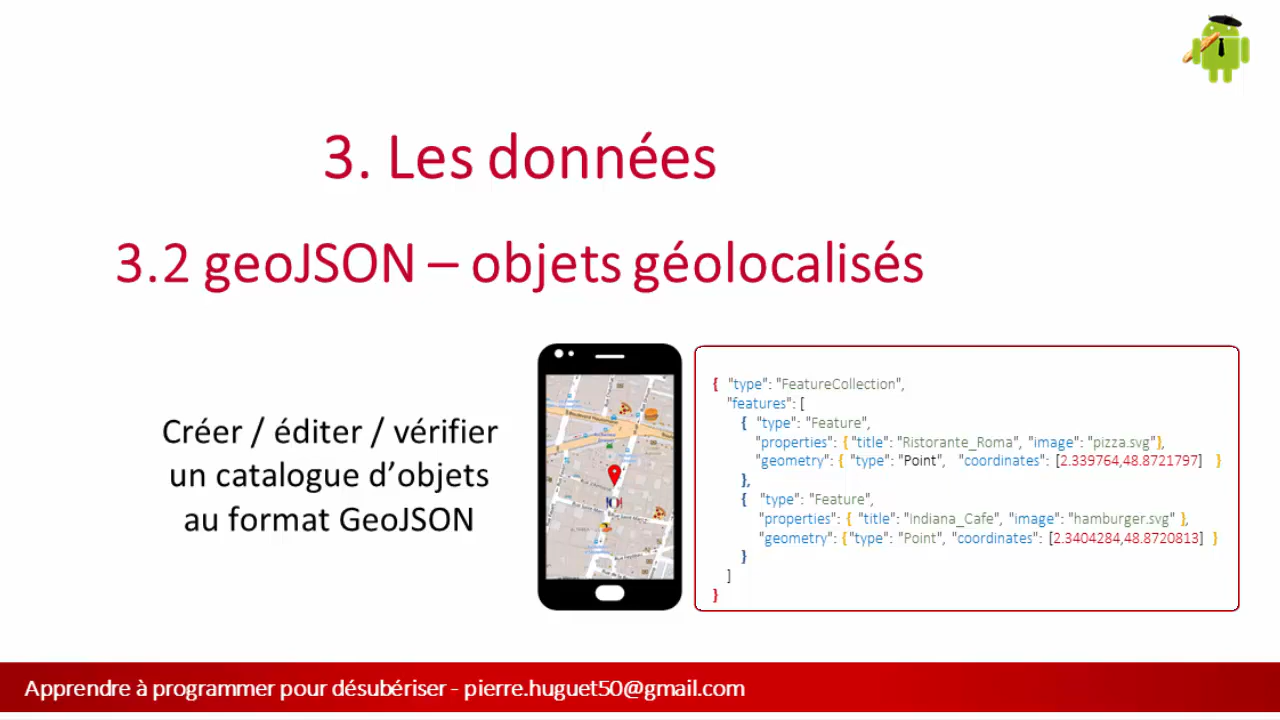 3. Les données
3.2 geoJSON – objets géolocalisés
Créer / éditer / vérifier
un catalogue d’objets
au format GeoJSON
{ "type": "FeatureCollection",
"features": [
{ "type": "Feature",
"properties": { "title": "Ristorante_Roma", "image": "pizza.svg"},
"geometry": { "type": "Point", "coordinates": [2.339764,48.8721797] }
},
{ "type": "Feature",
"properties": { "title": "Indiana_Cafe", "image": "hamburger.svg" },
"geometry": {"type": "Point", "coordinates": [2.3404284,48.8720813] }
}
]
}
Apprendre à programmer pour désubériser - pierre.huguet50@gmail.com